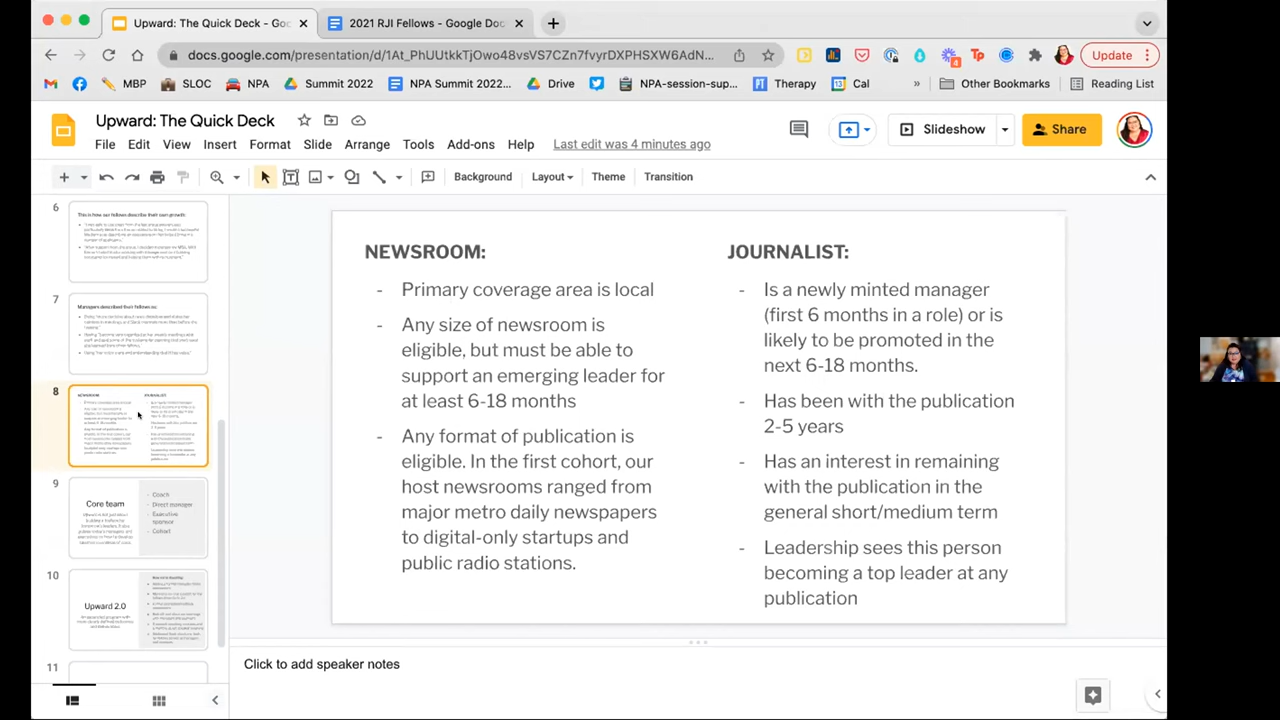 Upward: The Quick Deck - Goo
2021 RJI Fellows - Google Doc
docs.google.com/presentation/d/1At_
Update
MBP
SLOC
NPA
Summit 2022
NPA Summit 2022...
Drive
NPA-session-sup...
Therapy
Cal
»
Other Bookmarks
Reading List
Upward: The Quick Deck
File Edit View Insert Format Slide Arrange Tools Add-ons Help
Last edit was 4 minutes ago
Slideshow
Share
Background Layout Theme Transition
6
This is how our fellows describe their own growth:
7
Managers described their fellows as:
8
NEWSROOM:
JOURNALIST:
9
Core team
- Coach
- Direct manager
- Executive
sponsor
- Cohort
10
Upward 2.0
11
NEWSROOM:
- Primary coverage area is local
- Any size of newsroom is
eligible, but must be able to
support an emerging leader for
at least 6-18 months
- Any format of publication is
eligible. In the first cohort, our
host newsrooms ranged from
major metro daily newspapers
to digital-only startups and
public radio stations.
JOURNALIST:
- Is a newly minted manager
(first 6 months in a role) or is
likely to be promoted in the
next 6-18 months.
- Has been with the publication
2-5 years
- Has an interest in remaining
with the publication in the
general short/medium term
- Leadership sees this person
becoming a top leader at any
publication
Click to add speaker notes